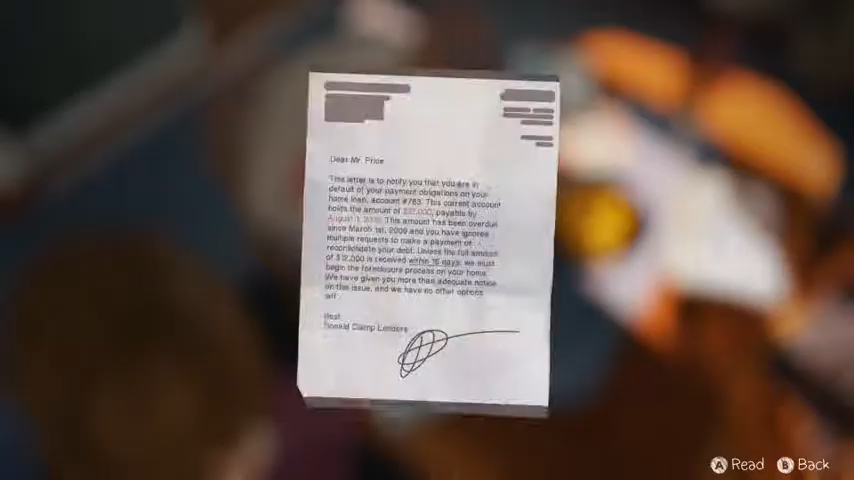 Dear Mr. Price
This letter is to notify you that you are in
default of your payment obligations on your
home loan, account #763. This current account
holds the amount of $12,000, payable by
August 1,
This amount has been overdue
since March 1st, 2009 and you have ignored
multiple requests to make a payment or
reconsolidate your debt. Unless the full amount
of $12,000 is received within 15 days, we must
begin the foreclosure process on your home.
We have given you more than adequate notice
on this issue, and we have no other options
left.
Best,
Donald Clamp Lenders
A Read B Back